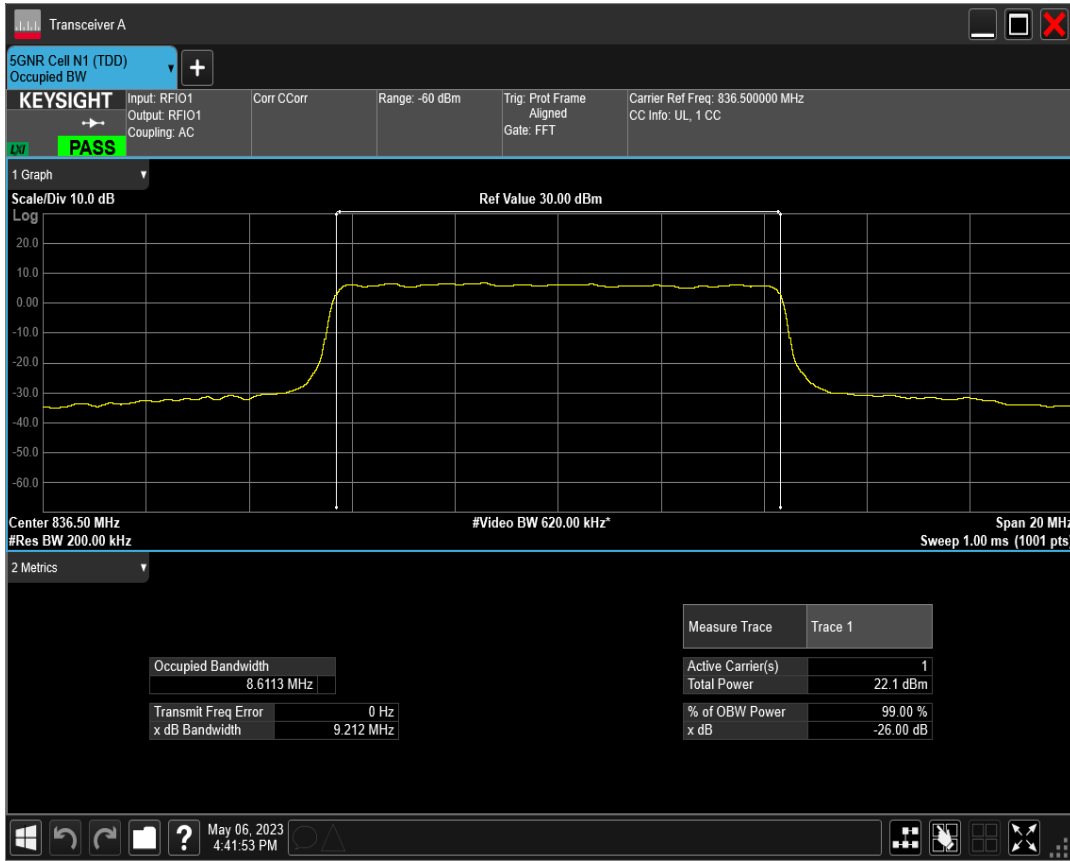 Transceiver A
5GNR Cell N1 (TDD)
Occupied BW
+
KEYSIGHT
LXI
PASS
Input: RFIO1
Output: RFIO1
Coupling: AC
Corr CCorr
Range: -60 dBm
Trig: Prot Frame
Aligned
Gate: FFT
Carrier Ref Freq: 836.500000 MHz
CC Info: UL, 1 CC
1 Graph
Scale/Div 10.0 dB
Ref Value 30.00 dBm
Log
20.0
10.0
0.00
-10.0
-20.0
-30.0
-40.0
-50.0
-60.0
Center 836.50 MHz
#Video BW 620.00 kHz*
Span 20 MHz
#Res BW 200.00 kHz
Sweep 1.00 ms (1001 pts)
2 Metrics
Measure Trace Trace 1
Occupied Bandwidth
8.6113 MHz
Active Carrier(s) 1
Total Power 22.1 dBm
Transmit Freq Error 0 Hz
x dB Bandwidth 9.212 MHz
% of OBW Power 99.00 %
x dB -26.00 dB
?
May 06, 2023
4:41:53 PM